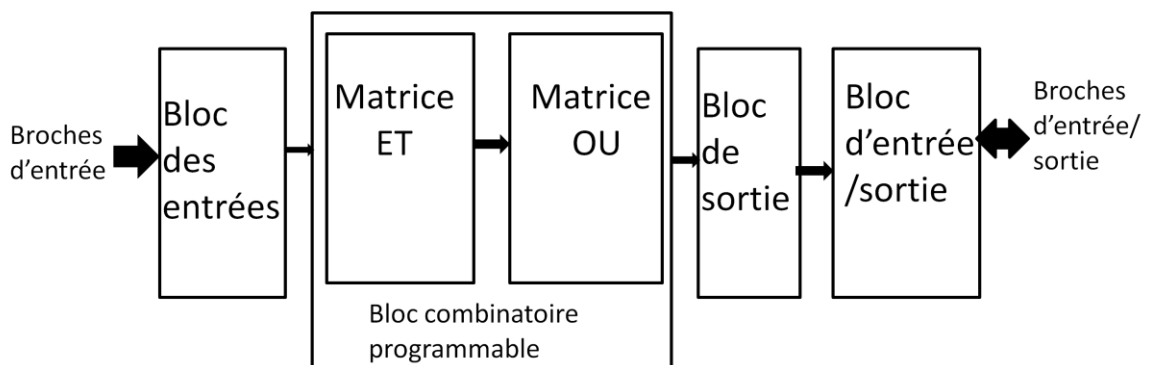 Broches
d'entrée
Bloc
des
entrées
Matrice
ET
Matrice
OU
Bloc combinatoire
programmable
Bloc
de
sortie
Bloc
d'entrée
/sortie
Broches
d'entrée/
sortie